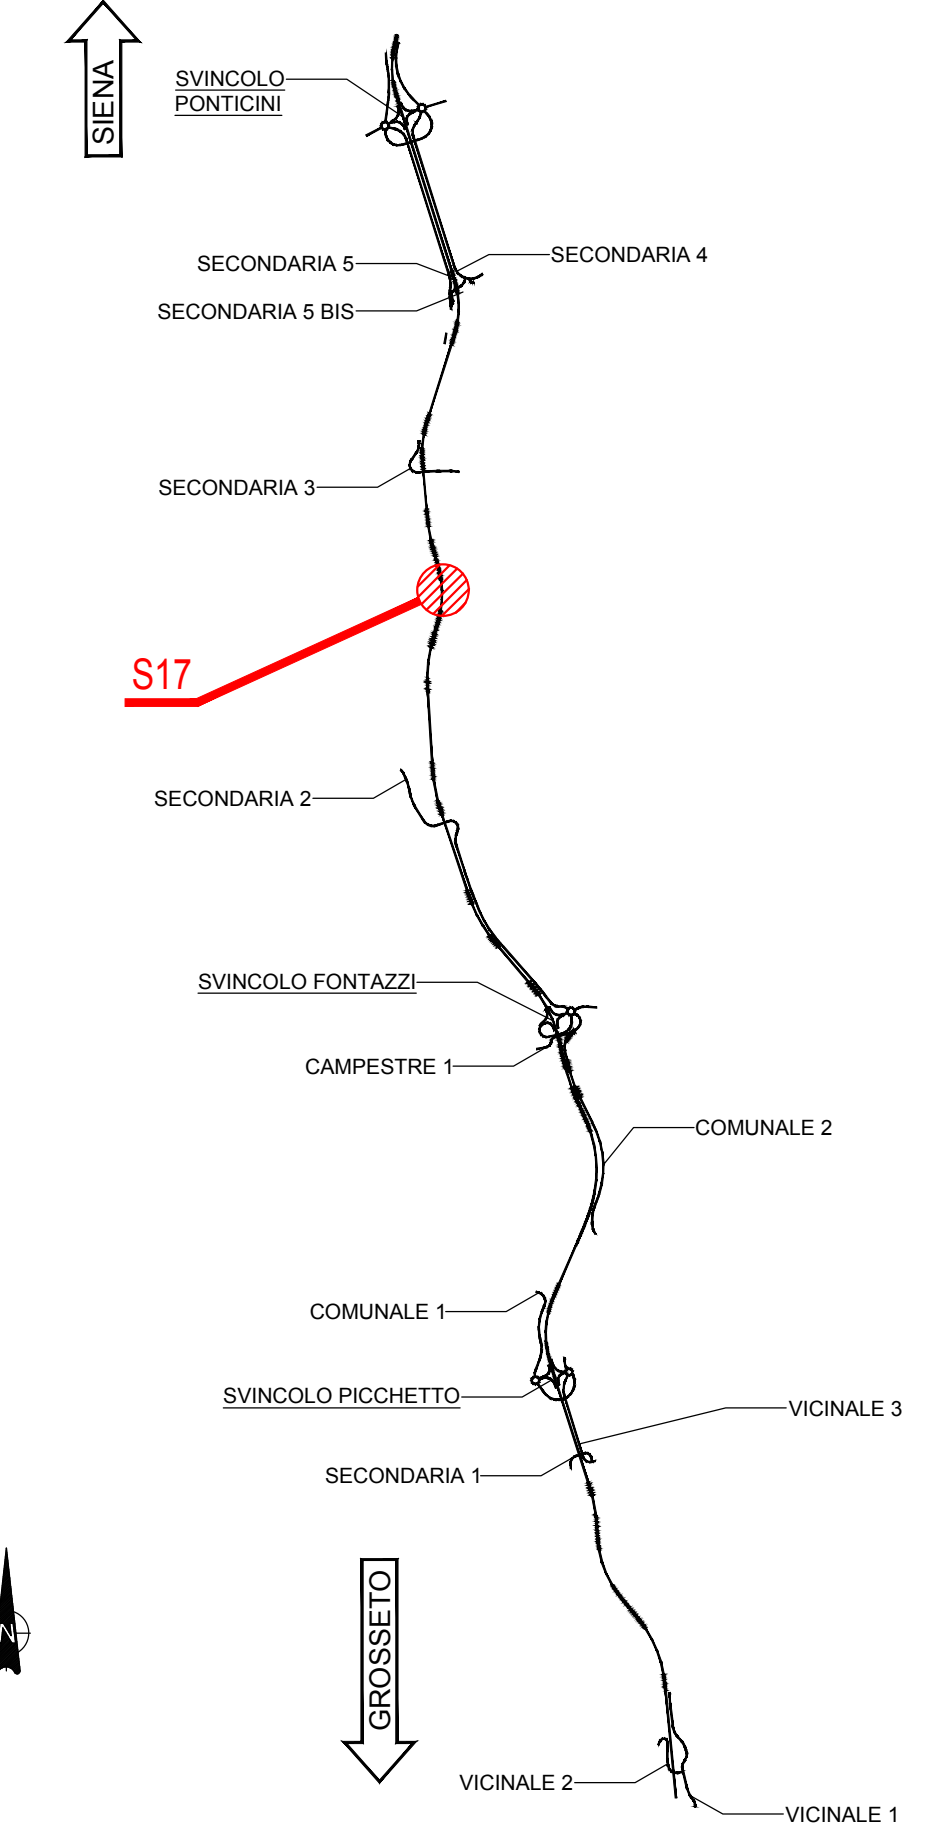 SIENA
SVINCOLO
PONTICINI
SECONDARIA 4
SECONDARIA 5
SECONDARIA 5 BIS
SECONDARIA 3
S17
SECONDARIA 2
SVINCOLO FONTAZZI
CAMPESTRE 1
COMUNALE 2
COMUNALE 1
SVINCOLO PICCHETTO
VICINALE 3
SECONDARIA 1
GROSSETO
N
VICINALE 2
VICINALE 1